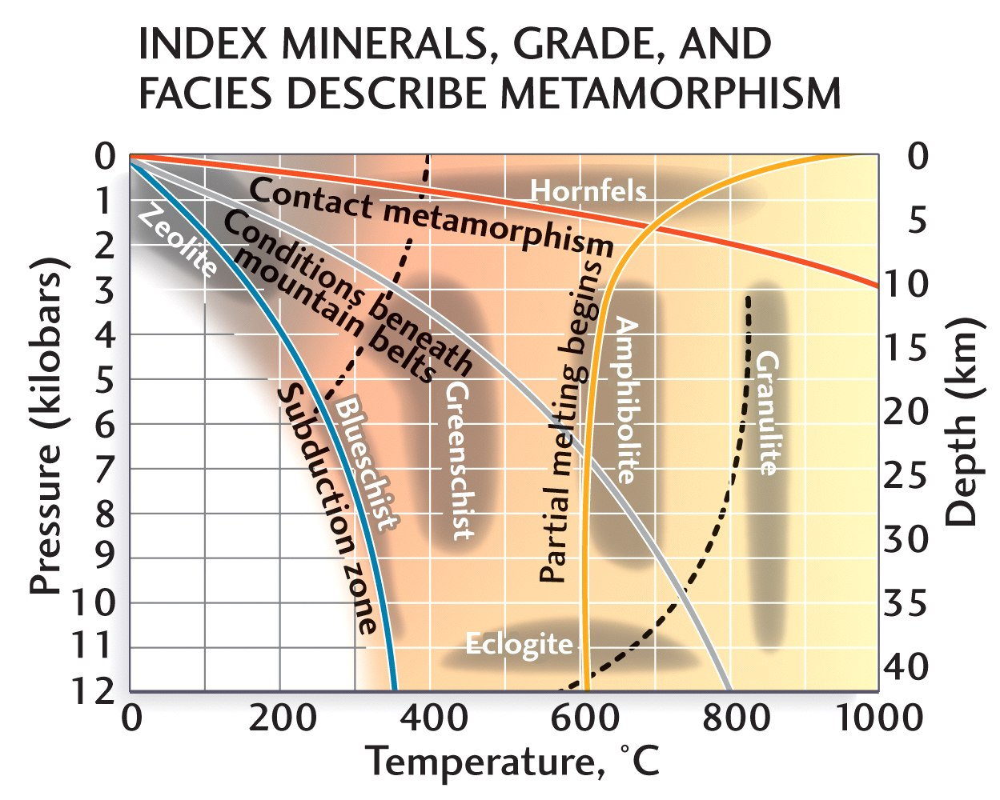 INDEX MINERALS, GRADE, AND
FACIES DESCRIBE METAMORPHISM
0
1
2
3
4
5
6
7
8
9
10
11
12
Pressure (kilobars)
0
5
10
15
20
25
30
35
40
Depth (km)
0
200
400
600
800
1000
Temperature, °C
Hornfels
Contact metamorphism
Zeolite
Conditions beneath
mountain belts
Partial melting begins
Amphibolite
Granulite
Greenschist
Blueschist
Subduction zone
Eclogite